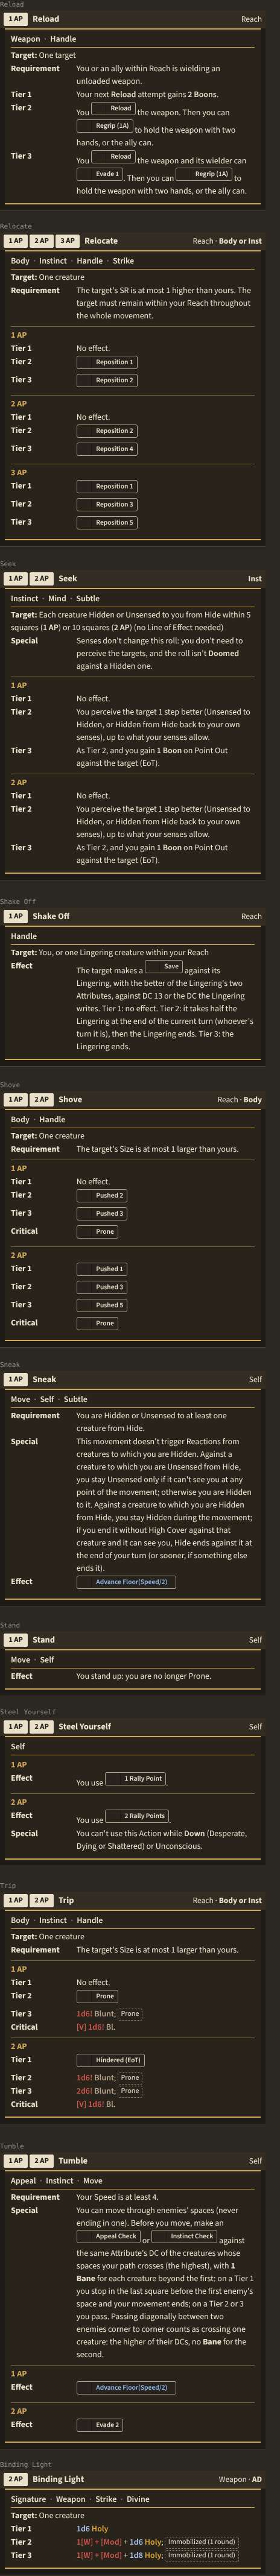 Reload
1 AP Reload Reach
Weapon · Handle
Target: One target
Requirement You or an ally within Reach is wielding an
unloaded weapon.
Tier 1 Your next Reload attempt gains 2 Boons.
Tier 2 You Reload the weapon. Then you can
Regrip (1A) to hold the weapon with two
hands, or the ally can.
Tier 3 You Reload the weapon and its wielder can
Evade 1. Then you can Regrip (1A) to
hold the weapon with two hands, or the ally can.
Relocate
1 AP 2 AP 3 AP Relocate Reach · Body or Inst
Body · Instinct · Handle · Strike
Target: One creature
Requirement The target's SR is at most 1 higher than yours. The
target must remain within your Reach throughout
the whole movement.
1 AP
Tier 1 No effect.
Tier 2 Reposition 1
Tier 3 Reposition 2
2 AP
Tier 1 No effect.
Tier 2 Reposition 2
Tier 3 Reposition 4
3 AP
Tier 1 Reposition 1
Tier 2 Reposition 3
Tier 3 Reposition 5
Seek
1 AP 2 AP Seek Inst
Instinct · Mind · Subtle
Target: Each creature Hidden or Unsensed to you from Hide within 5
squares (1 AP) or 10 squares (2 AP) (no Line of Effect needed)
Special Senses don't change this roll: you don't need to
perceive the targets, and the roll isn't Doomed
against a Hidden one.
1 AP
Tier 1 No effect.
Tier 2 You perceive the target 1 step better (Unsensed to
Hidden, or Hidden from Hide back to your own
senses), up to what your senses allow.
Tier 3 As Tier 2, and you gain 1 Boon on Point Out
against the target (EoT).
2 AP
Tier 1 No effect.
Tier 2 You perceive the target 1 step better (Unsensed to
Hidden, or Hidden from Hide back to your own
senses), up to what your senses allow.
Tier 3 As Tier 2, and you gain 1 Boon on Point Out
against the target (EoT).
Shake Off
1 AP Shake Off Reach
Handle
Target: You, or one Lingering creature within your Reach
Effect The target makes a Save against its
Lingering, with the better of the Lingering's two
Attributes, against DC 13 or the DC the Lingering
writes. Tier 1: no effect. Tier 2: it takes half the
Lingering at the end of the current turn (whoever's
turn it is), then the Lingering ends. Tier 3: the
Lingering ends.
Shove
1 AP 2 AP Shove Reach · Body
Body · Handle
Target: One creature
Requirement The target's Size is at most 1 larger than yours.
1 AP
Tier 1 No effect.
Tier 2 Pushed 2
Tier 3 Pushed 3
Critical Prone
2 AP
Tier 1 Pushed 1
Tier 2 Pushed 3
Tier 3 Pushed 5
Critical Prone
Sneak
1 AP Sneak Self
Move · Self · Subtle
Requirement You are Hidden or Unsensed to at least one
creature from Hide.
Special This movement doesn't trigger Reactions from
creatures to which you are Hidden. Against a
creature to which you are Unsensed from Hide,
you stay Unsensed only if it can't see you at any
point of the movement; otherwise you are Hidden
to it. Against a creature to which you are Hidden
from Hide, you stay Hidden during the movement;
if you end it without High Cover against that
creature and it can see you, Hide ends against it at
the end of your turn (or sooner, if something else
ends it).
Effect Advance Floor(Speed/2)
Stand
1 AP Stand Self
Move · Self
Effect You stand up: you are no longer Prone.
Steel Yourself
1 AP 2 AP Steel Yourself Self
Self
1 AP
Effect You use 1 Rally Point.
2 AP
Effect You use 2 Rally Points.
Special You can't use this Action while Down (Desperate,
Dying or Shattered) or Unconscious.
Trip
1 AP 2 AP Trip Reach · Body or Inst
Body · Instinct · Handle
Target: One creature
Requirement The target's Size is at most 1 larger than yours.
1 AP
Tier 1 No effect.
Tier 2 Prone
Tier 3 1d6! Blunt; Prone
Critical [V] 1d6! Bl.
2 AP
Tier 1 Hindered (EoT)
Tier 2 1d6! Blunt; Prone
Tier 3 2d6! Blunt; Prone
Critical [V] 1d6! Bl.
Tumble
1 AP 2 AP Tumble Self
Appeal · Instinct · Move
Requirement Your Speed is at least 4.
Special You can move through enemies' spaces (never
ending in one). Before you move, make an
Appeal Check or Instinct Check against
the same Attribute's DC of the creatures whose
spaces your path crosses (the highest), with 1
Bane for each creature beyond the first: on a Tier 1
you stop in the last square before the first enemy's
space and your movement ends; on a Tier 2 or 3
you pass. Passing diagonally between two
enemies corner to corner counts as crossing one
creature: the higher of their DCs, no Bane for the
second.
1 AP
Effect Advance Floor(Speed/2)
2 AP
Effect Evade 2
Binding Light
2 AP Binding Light Weapon · AD
Signature · Weapon · Strike · Divine
Target: One creature
Tier 1 1d6 Holy
Tier 2 1[W] + [Mod] + 1d6 Holy; Immobilized (1 round)
Tier 3 1[W] + [Mod] + 1d8 Holy; Immobilized (1 round)